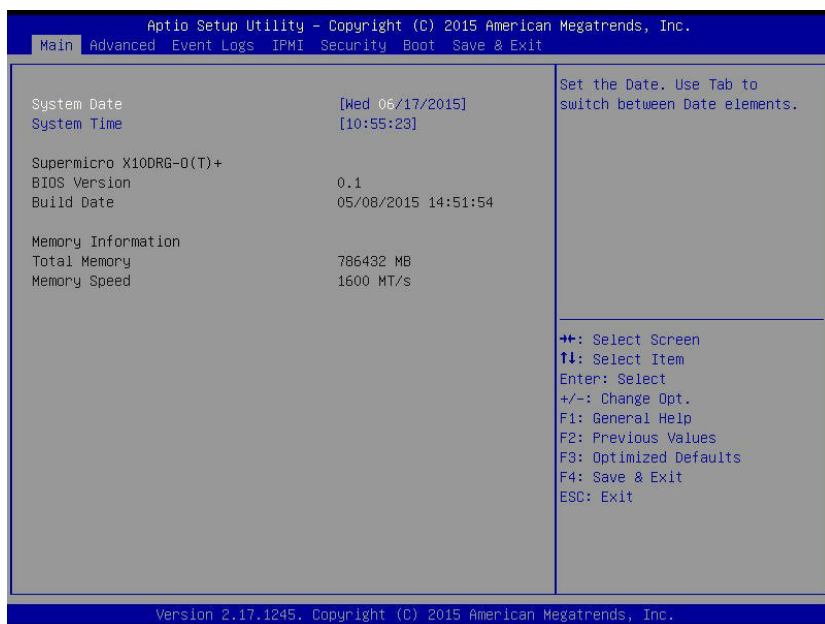 Aptio Setup Utility – Copyright (C) 2015 American Megatrends, Inc.
Main Advanced Event Logs IPMI Security Boot Save & Exit
System Date [Wed 06/17/2015]
System Time [10:55:23]
Supermicro X10DRG-O(T)+
BIOS Version 0.1
Build Date 05/08/2015 14:51:54
Memory Information
Total Memory 786432 MB
Memory Speed 1600 MT/s
Set the Date. Use Tab to
switch between Date elements.
→←: Select Screen
↑↓: Select Item
Enter: Select
+/-: Change Opt.
F1: General Help
F2: Previous Values
F3: Optimized Defaults
F4: Save & Exit
ESC: Exit
Version 2.17.1245. Copyright (C) 2015 American Megatrends, Inc.